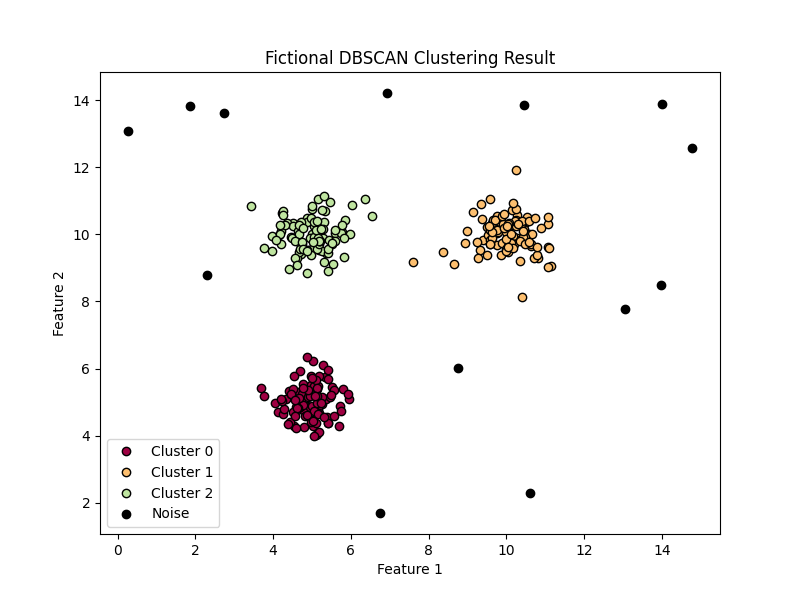 Fictional DBSCAN Clustering Result
14
12
10
8
6
4
2
Feature 2
Cluster 0
Cluster 1
Cluster 2
Noise
0 2 4 6 8 10 12 14
Feature 1